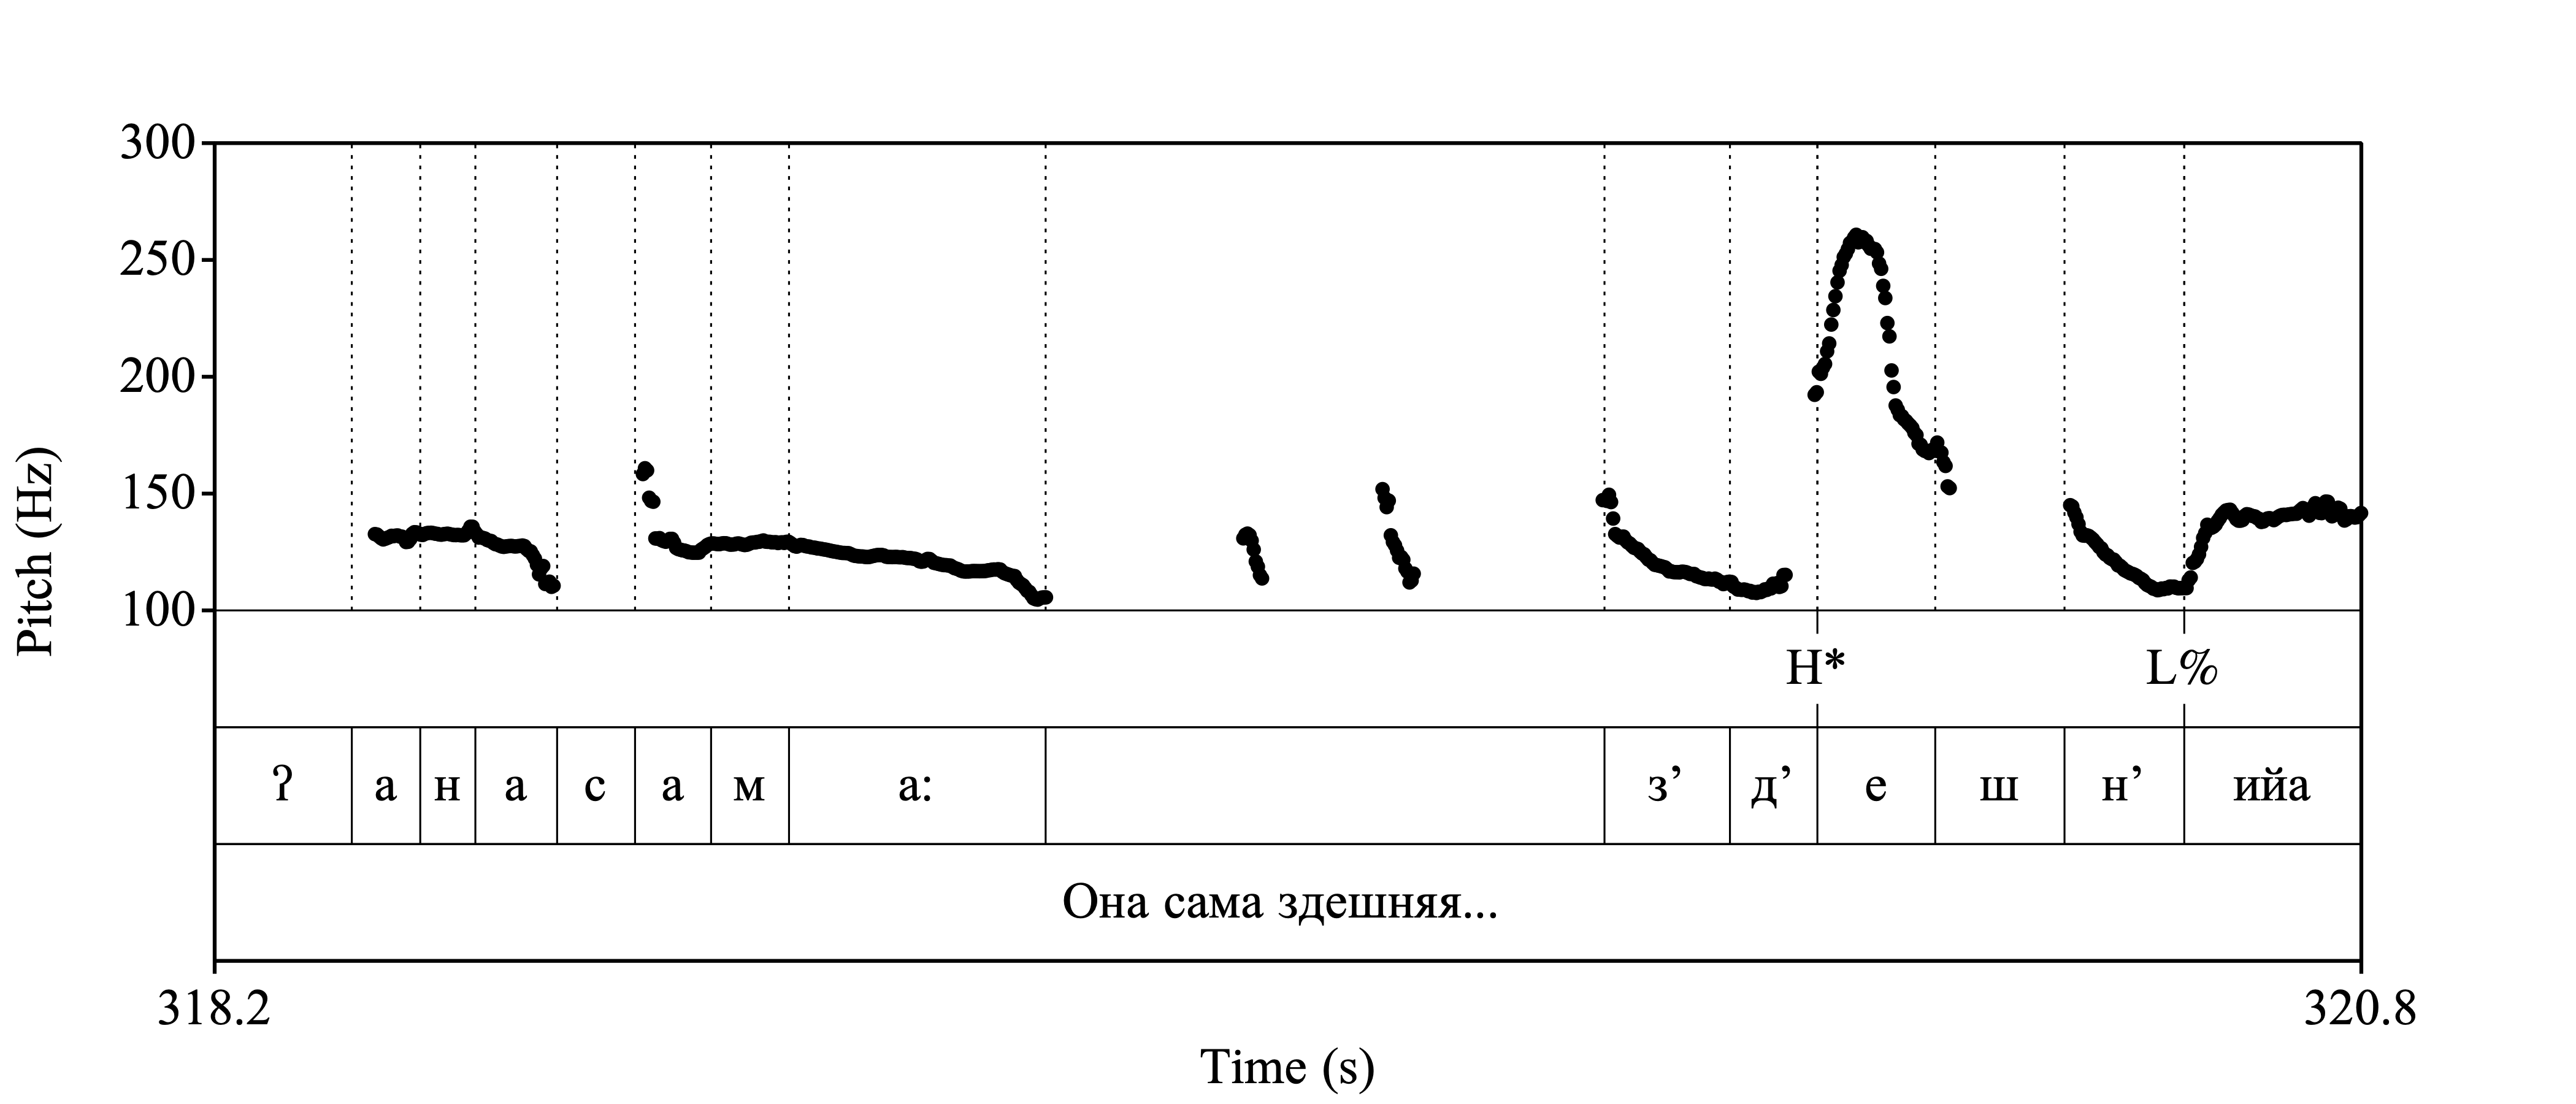 300
250
200
150
100
Pitch (Hz)
H* L%
ʔ а н а с а м а: з’ д’ е ш н’ ийа
Она сама здешняя...
318.2 320.8
Time (s)